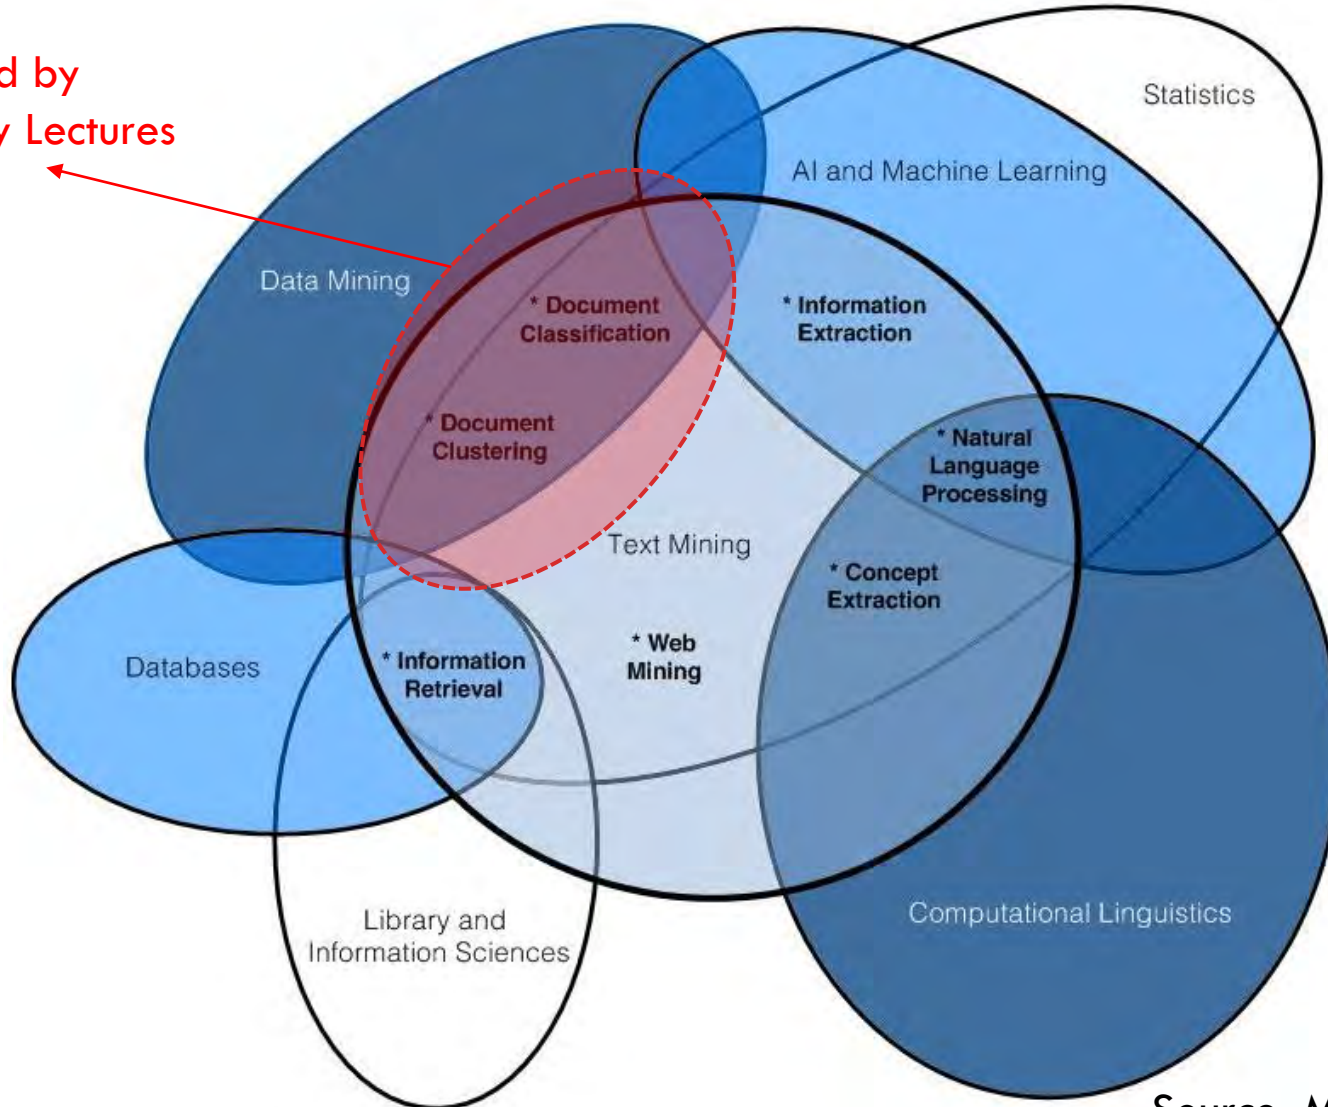 d by
y Lectures
Statistics
AI and Machine Learning
Data Mining
* Document
Classification
* Information
Extraction
* Document
Clustering
* Natural
Language
Processing
Text Mining
* Concept
Extraction
* Web
Mining
Databases
* Information
Retrieval
Library and
Information Sciences
Computational Linguistics
Source M